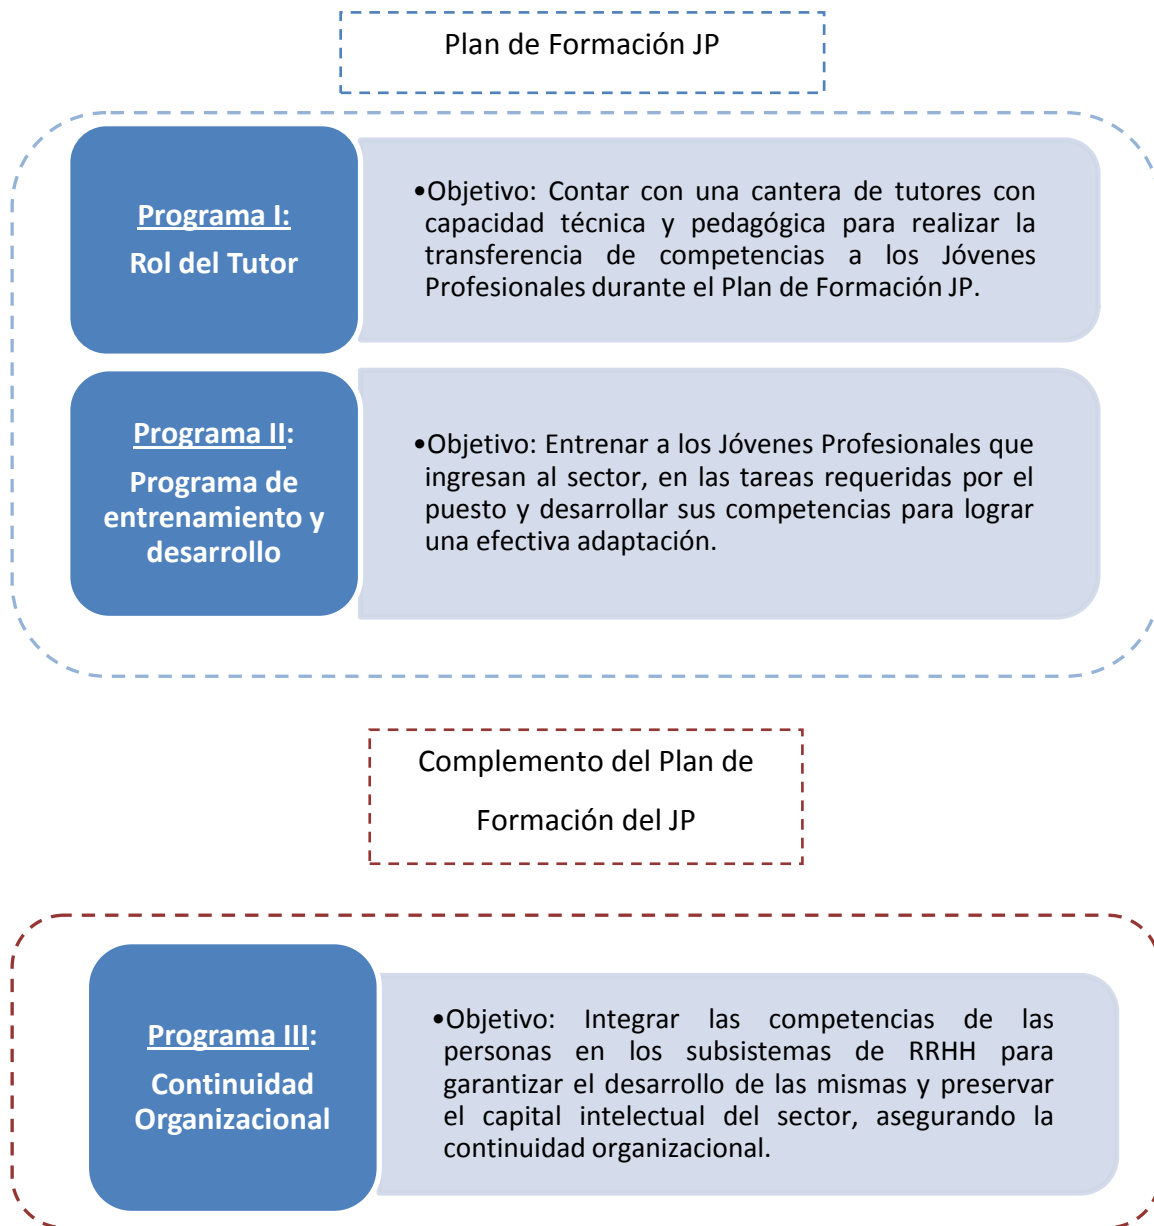 Plan de Formación JP
Programa I:
Rol del Tutor
•Objetivo: Contar con una cantera de tutores con
capacidad técnica y pedagógica para realizar la
transferencia de competencias a los Jóvenes
Profesionales durante el Plan de Formación JP.
Programa II:
Programa de
entrenamiento y
desarrollo
•Objetivo: Entrenar a los Jóvenes Profesionales que
ingresan al sector, en las tareas requeridas por el
puesto y desarrollar sus competencias para lograr
una efectiva adaptación.
Complemento del Plan de
Formación del JP
Programa III:
Continuidad
Organizacional
•Objetivo: Integrar las competencias de las
personas en los subsistemas de RRHH para
garantizar el desarrollo de las mismas y preservar
el capital intelectual del sector, asegurando la
continuidad organizacional.